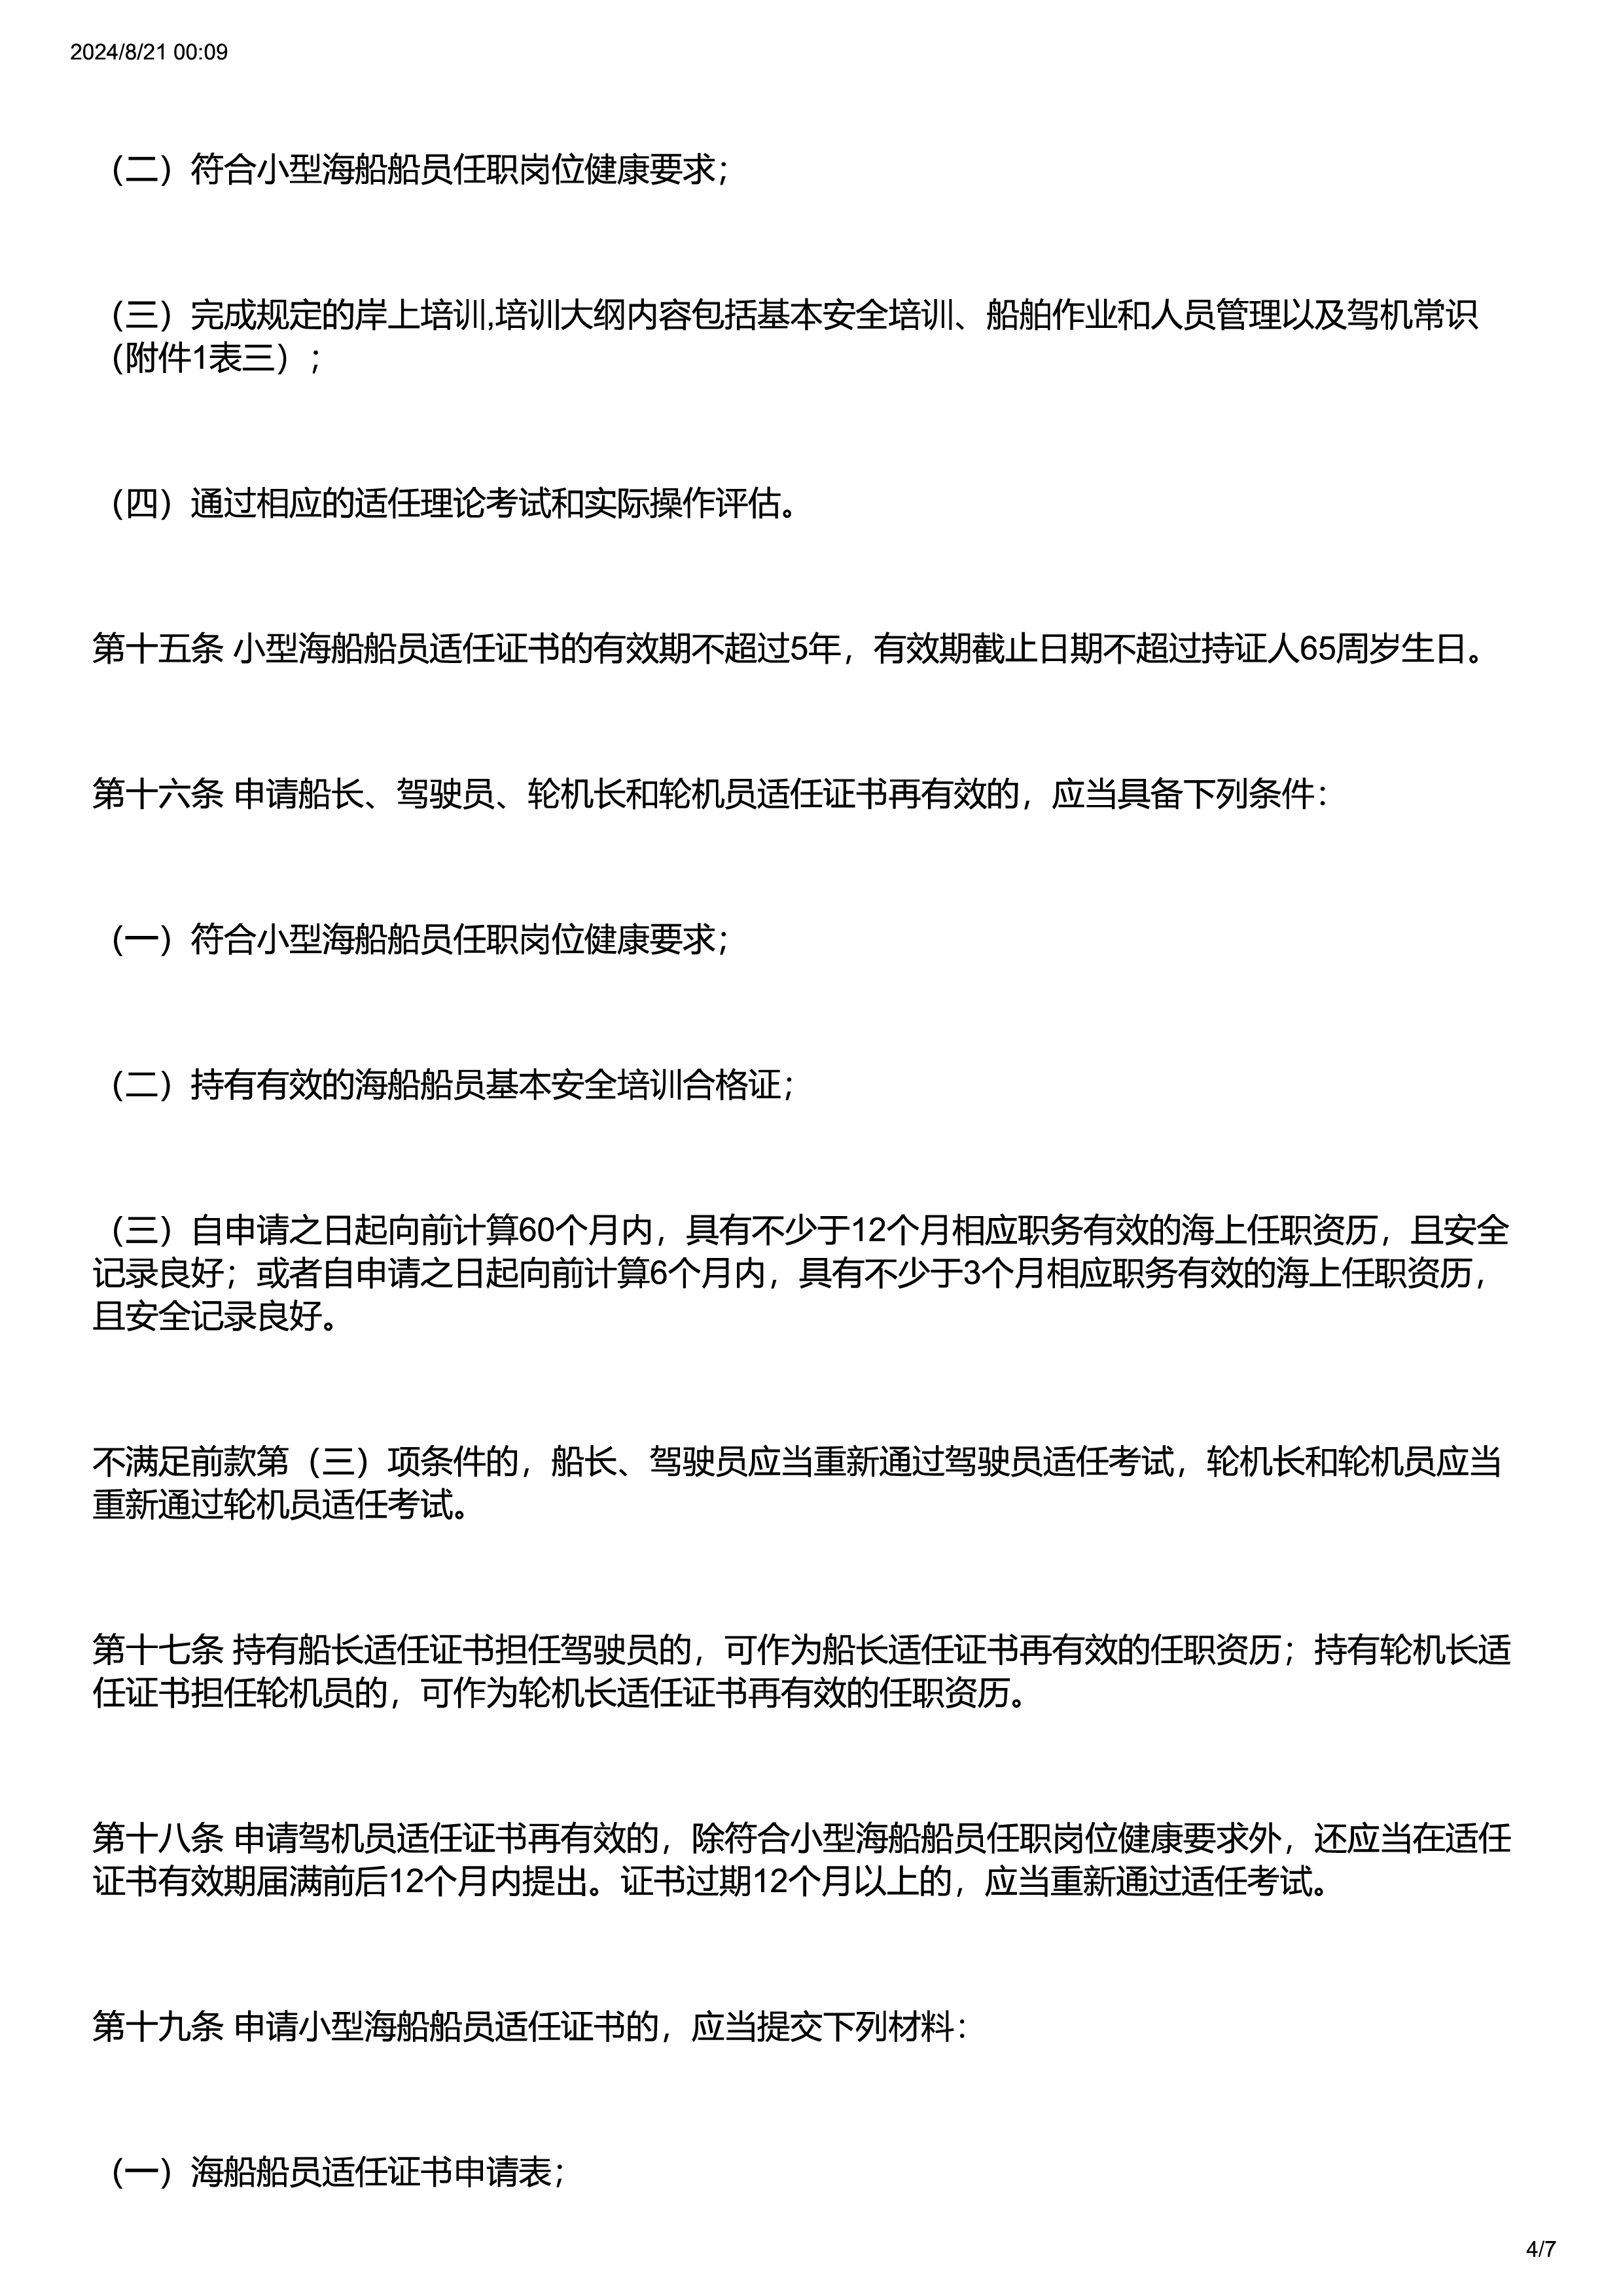 2024/8/21 00:09
（二）符合小型海船船员任职岗位健康要求；
（三）完成规定的岸上培训,培训大纲内容包括基本安全培训、船舶作业和人员管理以及驾机常识
（附件1表三）；
（四）通过相应的适任理论考试和实际操作评估。
第十五条 小型海船船员适任证书的有效期不超过5年，有效期截止日期不超过持证人65周岁生日。
第十六条 申请船长、驾驶员、轮机长和轮机员适任证书再有效的，应当具备下列条件：
（一）符合小型海船船员任职岗位健康要求；
（二）持有有效的海船船员基本安全培训合格证；
（三）自申请之日起向前计算60个月内，具有不少于12个月相应职务有效的海上任职资历，且安全
记录良好；或者自申请之日起向前计算6个月内，具有不少于3个月相应职务有效的海上任职资历，
且安全记录良好。
不满足前款第（三）项条件的，船长、驾驶员应当重新通过驾驶员适任考试，轮机长和轮机员应当
重新通过轮机员适任考试。
第十七条 持有船长适任证书担任驾驶员的，可作为船长适任证书再有效的任职资历；持有轮机长适
任证书担任轮机员的，可作为轮机长适任证书再有效的任职资历。
第十八条 申请驾机员适任证书再有效的，除符合小型海船船员任职岗位健康要求外，还应当在适任
证书有效期届满前后12个月内提出。证书过期12个月以上的，应当重新通过适任考试。
第十九条 申请小型海船船员适任证书的，应当提交下列材料：
（一）海船船员适任证书申请表；
4/7